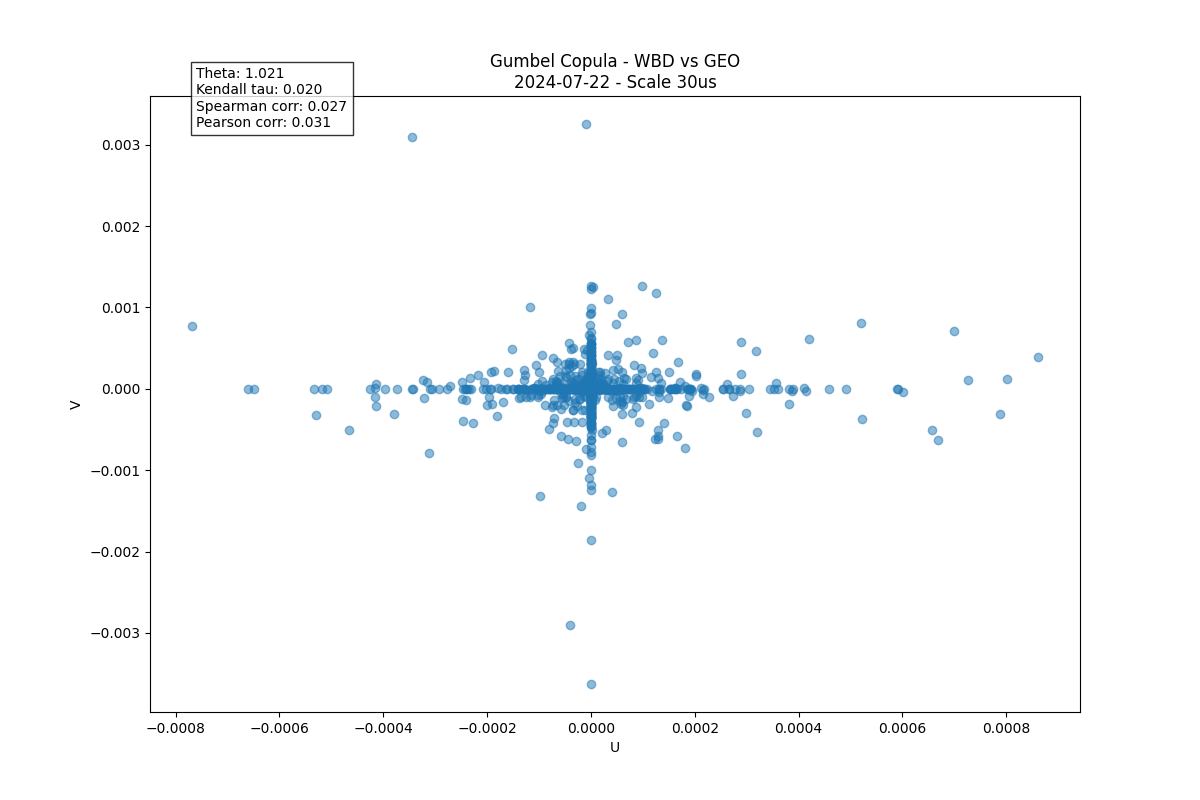 Gumbel Copula - WBD vs GEO
2024-07-22 - Scale 30us
Theta: 1.021
Kendall tau: 0.020
Spearman corr: 0.027
Pearson corr: 0.031
0.003
0.002
0.001
0.000
−0.001
−0.002
−0.003
V
−0.0008 −0.0006 −0.0004 −0.0002 0.0000 0.0002 0.0004 0.0006 0.0008
U